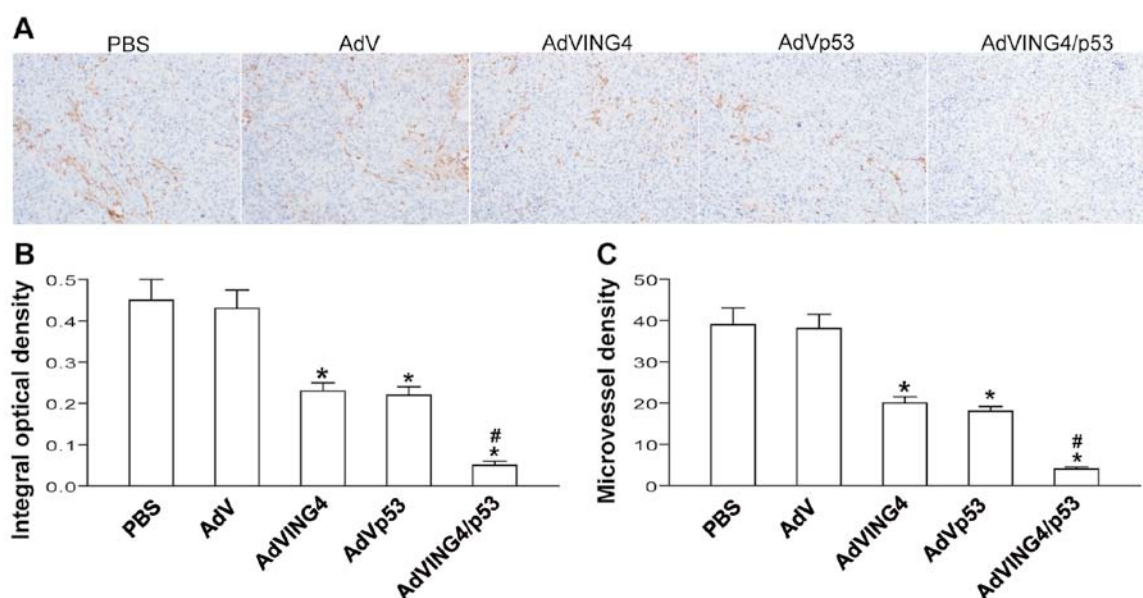 A
PBS AdV AdVING4 AdVp53 AdVING4/p53
B
Integral optical density
0.5
0.4
0.3
0.2
0.1
0.0
* * # *
PBS AdV AdVING4 AdVp53 AdVING4/p53
C
Microvessel density
50
40
30
20
10
0
* * # *
PBS AdV AdVING4 AdVp53 AdVING4/p53